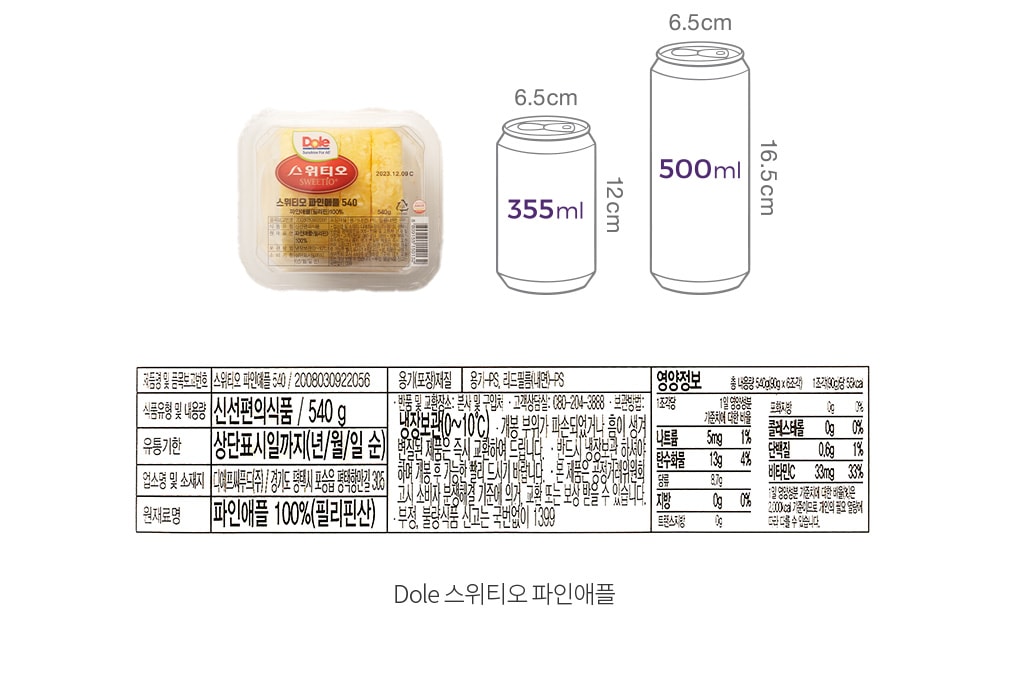 6.5cm
6.5cm
Dole
Sunshine For All
스위티오
SWEETIO
2023.12.09 C
스위티오 파인애플 540
파인애플(필리핀)100%
540g
355ml
12cm
500ml
16.5cm
제품명 및 품목보고번호 스위티오 파인애플 540 / 2008030922056
식품유형 및 내용량 신선편의식품 / 540 g
유통기한 상단표시일까지(년/월/일 순)
업소명 및 소재지 디에프씨푸드(주) / 경기도 평택시 포승읍 평택항만길 305
원재료명 파인애플 100%(필리핀산)
용기(포장)재질 용기-PS, 리드필름(내면)-PS
· 반품 및 교환장소: 본사 및 구입처 · 고객상담실: 080-204-3888 · 보관방법:
냉장보관(0~10℃) · 개봉 부위가 파손되었거나 흠이 생겨
변질된 제품은 즉시 교환하여 드립니다. · 반드시 냉장보관 하셔야
하며 개봉 후 가능한 빨리 드시기 바랍니다. · 본 제품은 공정거래위원회
고시 소비자 분쟁해결 기준에 의거, 교환 또는 보상 받을 수 있습니다.
· 부정, 불량식품 신고는 국번없이 1399
영양정보 총 내용량 540g(90g x 6조각) 1조각(90g)당 56kcal
1조각당 1일 영양성분
기준치에 대한 비율
나트륨 5mg 1%
탄수화물 13g 4%
당류 8.7g
지방 0g 0%
트랜스지방 0g
포화지방 0g 0%
콜레스테롤 0g 0%
단백질 0.6g 1%
비타민C 33mg 33%
1일 영양성분 기준치에 대한 비율(%)은
2,000kcal 기준이므로 개인의 필요 열량에
따라 다를 수 있습니다.
Dole 스위티오 파인애플